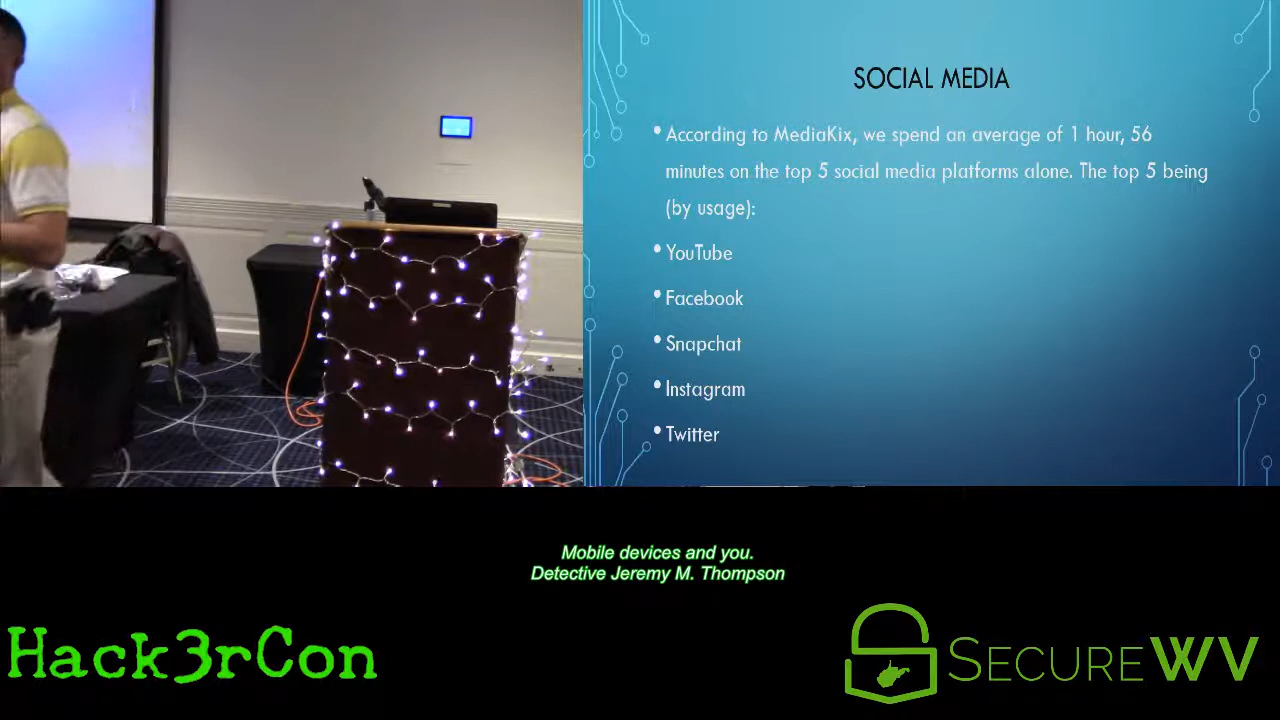 SOCIAL MEDIA
• According to MediaKix, we spend an average of 1 hour, 56
minutes on the top 5 social media platforms alone. The top 5 being
(by usage):
• YouTube
• Facebook
• Snapchat
• Instagram
• Twitter
Mobile devices and you.
Detective Jeremy M. Thompson
Hack3rCon
SECUREWV